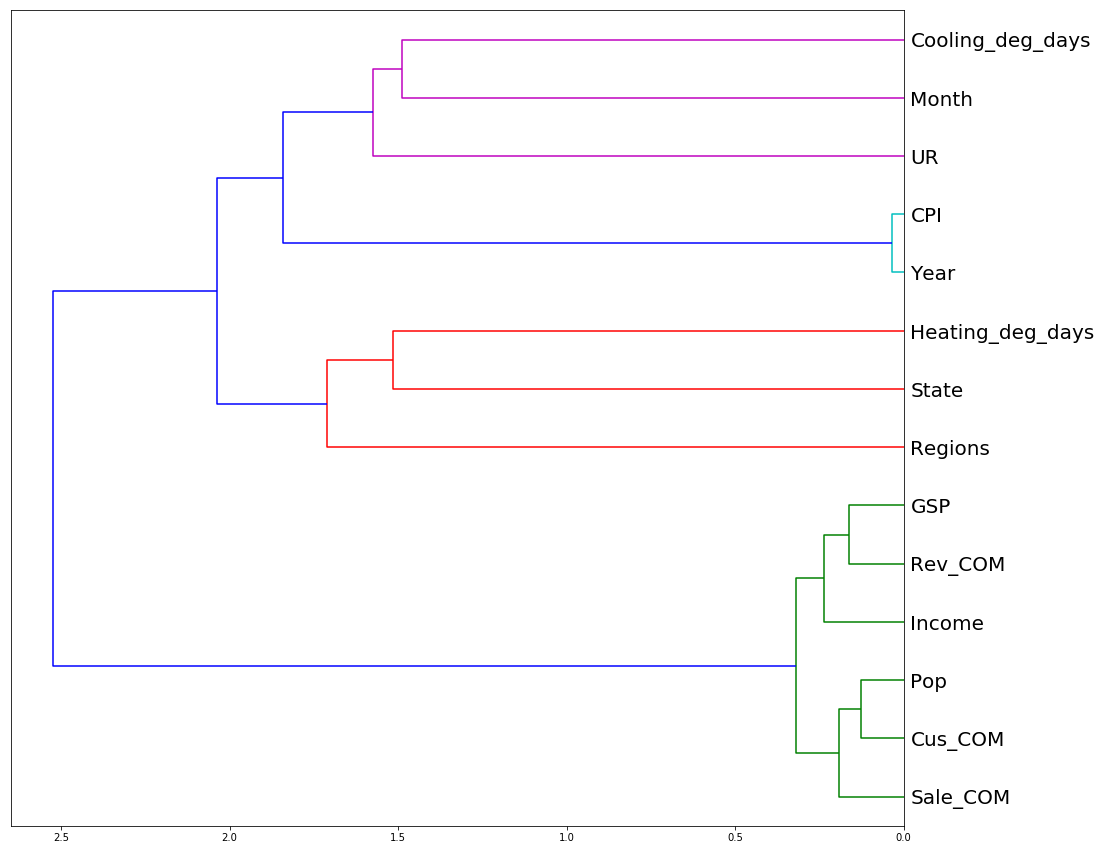 Cooling_deg_days
Month
UR
CPI
Year
Heating_deg_days
State
Regions
GSP
Rev_COM
Income
Pop
Cus_COM
Sale_COM
2.5 2.0 1.5 1.0 0.5 0.0